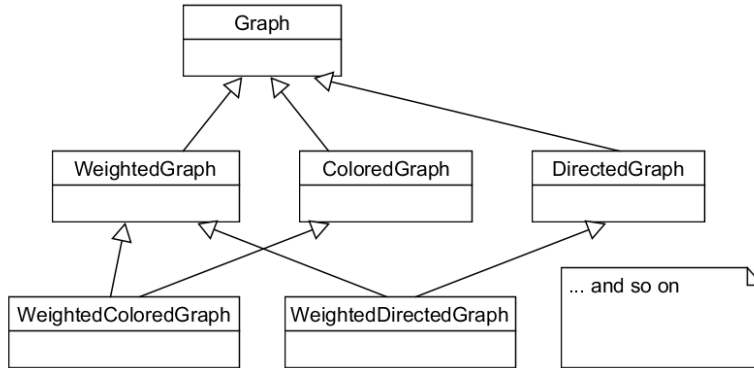 Graph
WeightedGraph
ColoredGraph
DirectedGraph
WeightedColoredGraph
WeightedDirectedGraph
... and so on